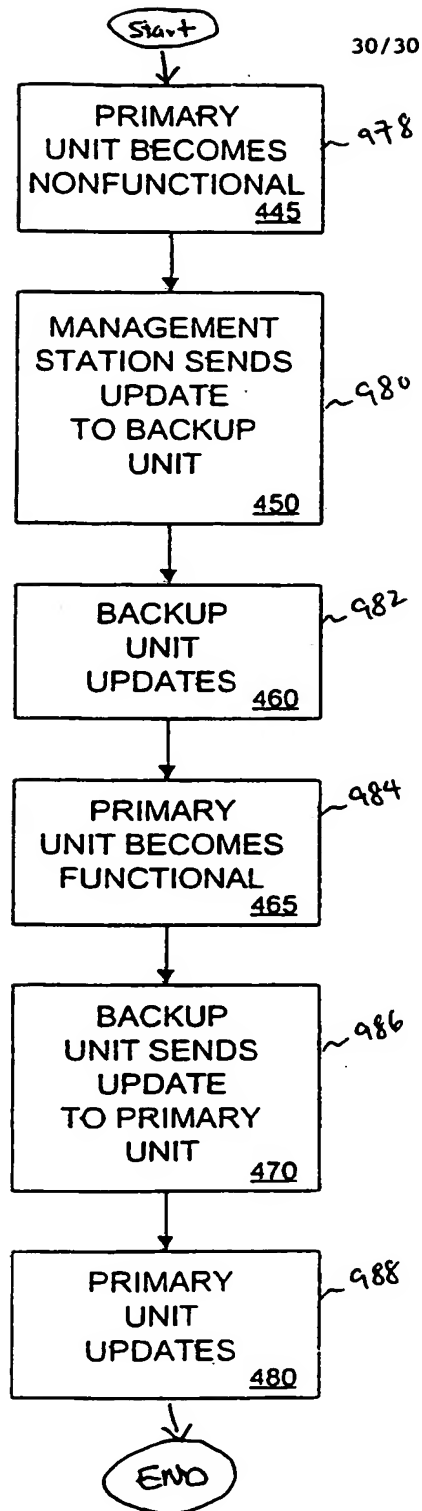 Start
30/30
PRIMARY
UNIT BECOMES
NONFUNCTIONAL
445
978
MANAGEMENT
STATION SENDS
UPDATE
TO BACKUP
UNIT
450
980
BACKUP
UNIT
UPDATES
460
982
PRIMARY
UNIT BECOMES
FUNCTIONAL
465
984
BACKUP
UNIT SENDS
UPDATE
TO PRIMARY
UNIT
470
986
PRIMARY
UNIT
UPDATES
480
988
END